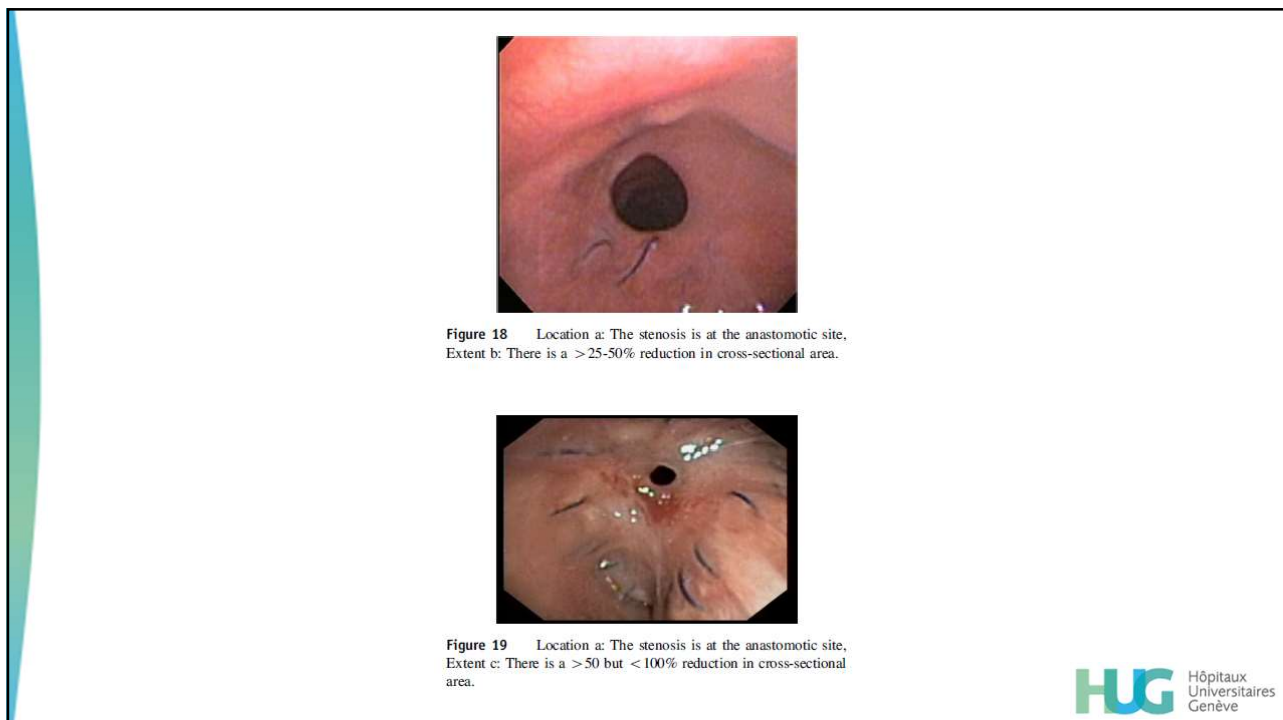 Figure 18 Location a: The stenosis is at the anastomotic site,
Extent b: There is a >25-50% reduction in cross-sectional area.
Figure 19 Location a: The stenosis is at the anastomotic site,
Extent c: There is a >50 but <100% reduction in cross-sectional
area.
HUG
Hôpitaux
Universitaires
Genève